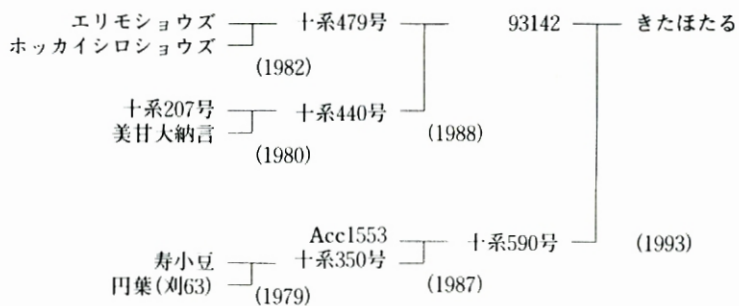 エリモショウズ 十系479号 93142 きたほたる
ホッカイシロショウズ
(1982)
十系207号 十系440号
美甘大納言 (1988)
(1980)
Acc1553 十系590号 (1993)
寿小豆 十系350号
円葉(刈63) (1987)
(1979)